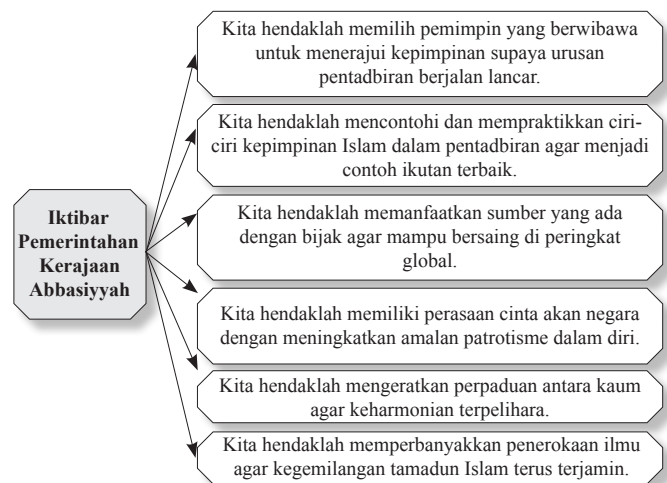 Kita hendaklah memilih pemimpin yang berwibawa
untuk menerajui kepimpinan supaya urusan
pentadbiran berjalan lancar.
Kita hendaklah mencontohi dan mempraktikkan ciri-
ciri kepimpinan Islam dalam pentadbiran agar menjadi
contoh ikutan terbaik.
Iktibar
Pemerintahan
Kerajaan
Abbasiyyah
Kita hendaklah memanfaatkan sumber yang ada
dengan bijak agar mampu bersaing di peringkat
global.
Kita hendaklah memiliki perasaan cinta akan negara
dengan meningkatkan amalan patrotisme dalam diri.
Kita hendaklah mengeratkan perpaduan antara kaum
agar keharmonian terpelihara.
Kita hendaklah memperbanyakkan penerokaan ilmu
agar kegemilangan tamadun Islam terus terjamin.